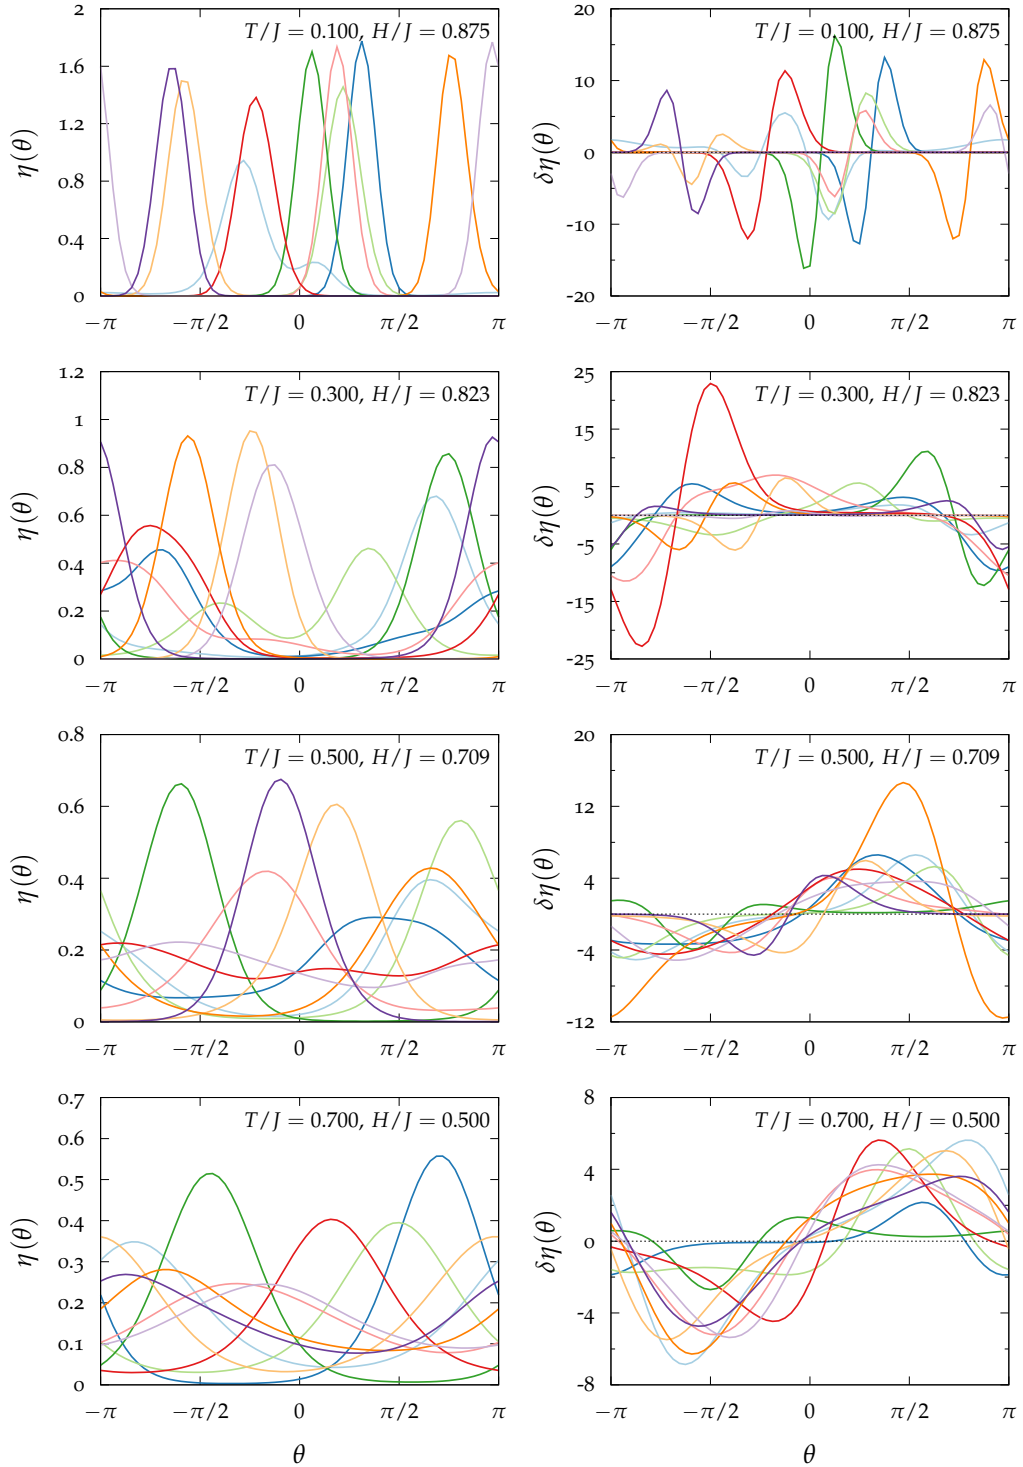 2
T/J = 0.100, H/J = 0.875
1.6
1.2
0.8
0.4
0
η(θ)
−π
−π/2
0
π/2
π
20
T/J = 0.100, H/J = 0.875
10
0
-10
-20
δη(θ)
−π
−π/2
0
π/2
π
1.2
T/J = 0.300, H/J = 0.823
1
0.8
0.6
0.4
0.2
0
η(θ)
−π
−π/2
0
π/2
π
25
T/J = 0.300, H/J = 0.823
15
5
-5
-15
-25
δη(θ)
−π
−π/2
0
π/2
π
0.8
T/J = 0.500, H/J = 0.709
0.6
0.4
0.2
0
η(θ)
−π
−π/2
0
π/2
π
20
T/J = 0.500, H/J = 0.709
12
4
-4
-12
δη(θ)
−π
−π/2
0
π/2
π
0.7
T/J = 0.700, H/J = 0.500
0.6
0.5
0.4
0.3
0.2
0.1
0
η(θ)
−π
−π/2
0
π/2
π
θ
8
T/J = 0.700, H/J = 0.500
4
0
-4
-8
δη(θ)
−π
−π/2
0
π/2
π
θ